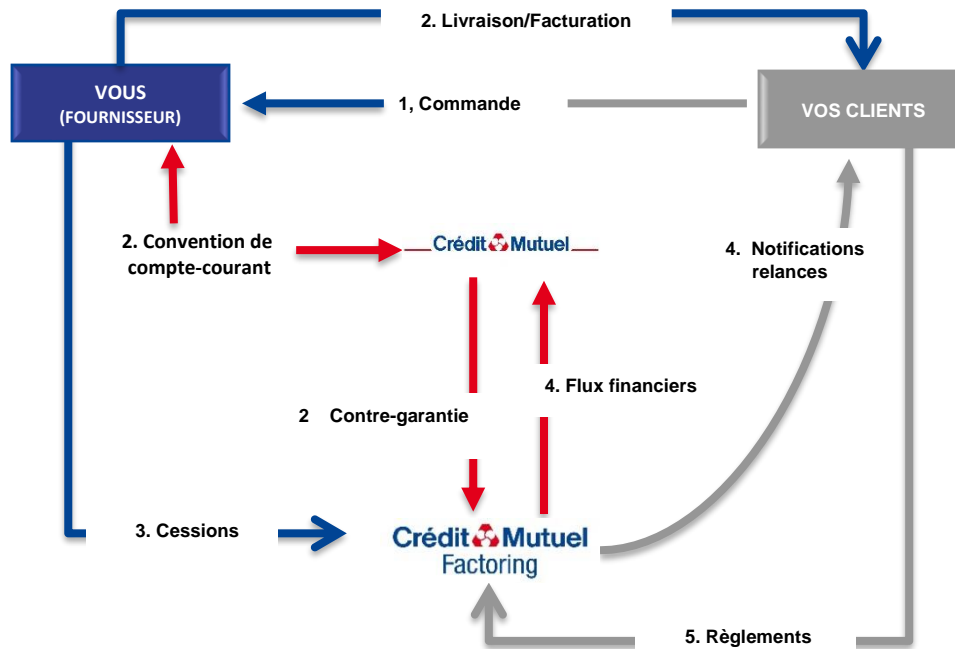 2. Livraison/Facturation
VOUS
(FOURNISSEUR)
1, Commande
VOS CLIENTS
2. Convention de
compte-courant
Crédit Mutuel
4. Notifications
relances
4. Flux financiers
2 Contre-garantie
3. Cessions
Crédit Mutuel
Factoring
5. Règlements